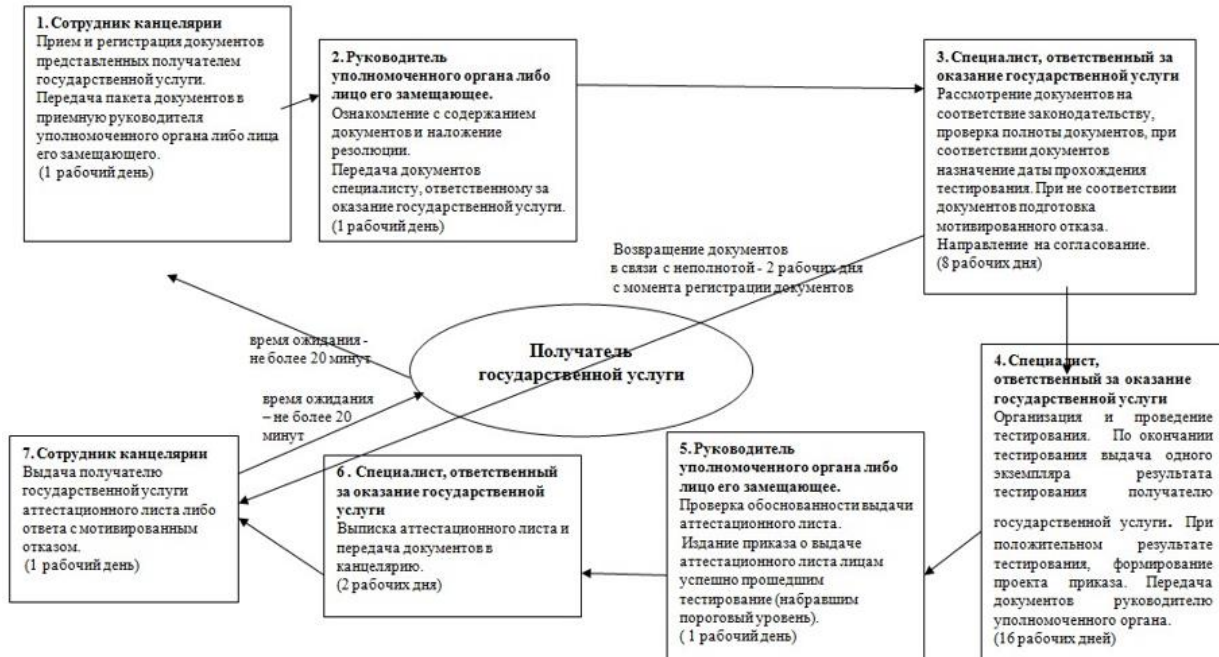 1. Сотрудник канцелярии
Прием и регистрация документов
представленных получателем
государственной услуги.
Передача пакета документов в
приемную руководителя
уполномоченного органа либо лица
его замещающего.
(1 рабочий день)
2. Руководитель
уполномоченного органа либо
лицо его замещающее.
Ознакомление с содержанием
документов и наложение
резолюции.
Передача документов
специалисту, ответственному за
оказание государственной услуги.
(1 рабочий день)
3. Специалист, ответственный за
оказание государственной услуги
Рассмотрение документов на
соответствие законодательству,
проверка полноты документов, при
соответствии документов
назначение даты прохождения
тестирования. При не соответствии
документов подготовка
мотивированного отказа.
Направление на согласование.
(8 рабочих дня)
Возвращение документов
в связи с неполнотой - 2 рабочих дня
с момента регистрации документов
время ожидания -
не более 20 минут
Получатель
государственной услуги
время ожидания
– не более 20
минут
4. Специалист,
ответственный за оказание
государственной услуги
Организация и проведение
тестирования. По окончании
тестирования выдача одного
экземпляра результата
тестирования получателю
государственной услуги. При
положительном результате
тестирования, формирование
проекта приказа. Передача
документов руководителю
уполномоченного органа.
(16 рабочих дней)
5. Руководитель
уполномоченного органа либо
лицо его замещающее.
Проверка обоснованности выдачи
аттестационного листа.
Издание приказа о выдаче
аттестационного листа лицам
успешно прошедшим
тестирование (набравшим
пороговый уровень).
( 1 рабочий день)
6 . Специалист, ответственный
за оказание государственной
услуги
Выписка аттестационного листа и
передача документов в
канцелярию.
(2 рабочих дня)
7. Сотрудник канцелярии
Выдача получателю
государственной услуги
аттестационного листа либо
ответа с мотивированным
отказом.
(1 рабочий день)